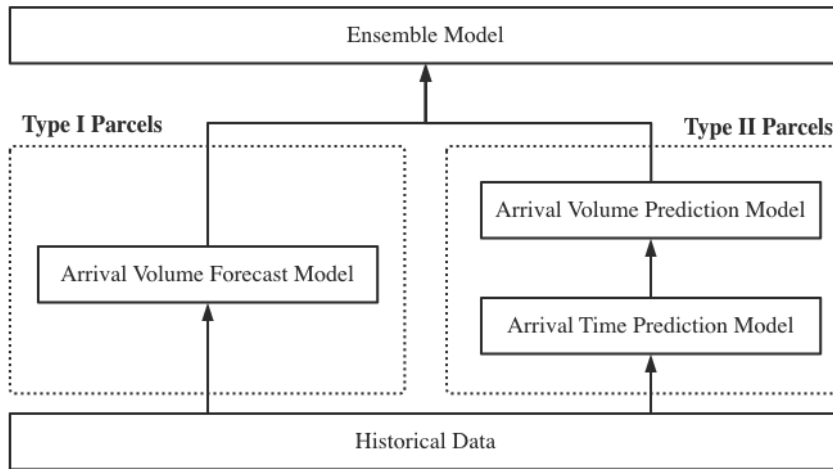 Ensemble Model
Type I Parcels
Type II Parcels
Arrival Volume Prediction Model
Arrival Volume Forecast Model
Arrival Time Prediction Model
Historical Data